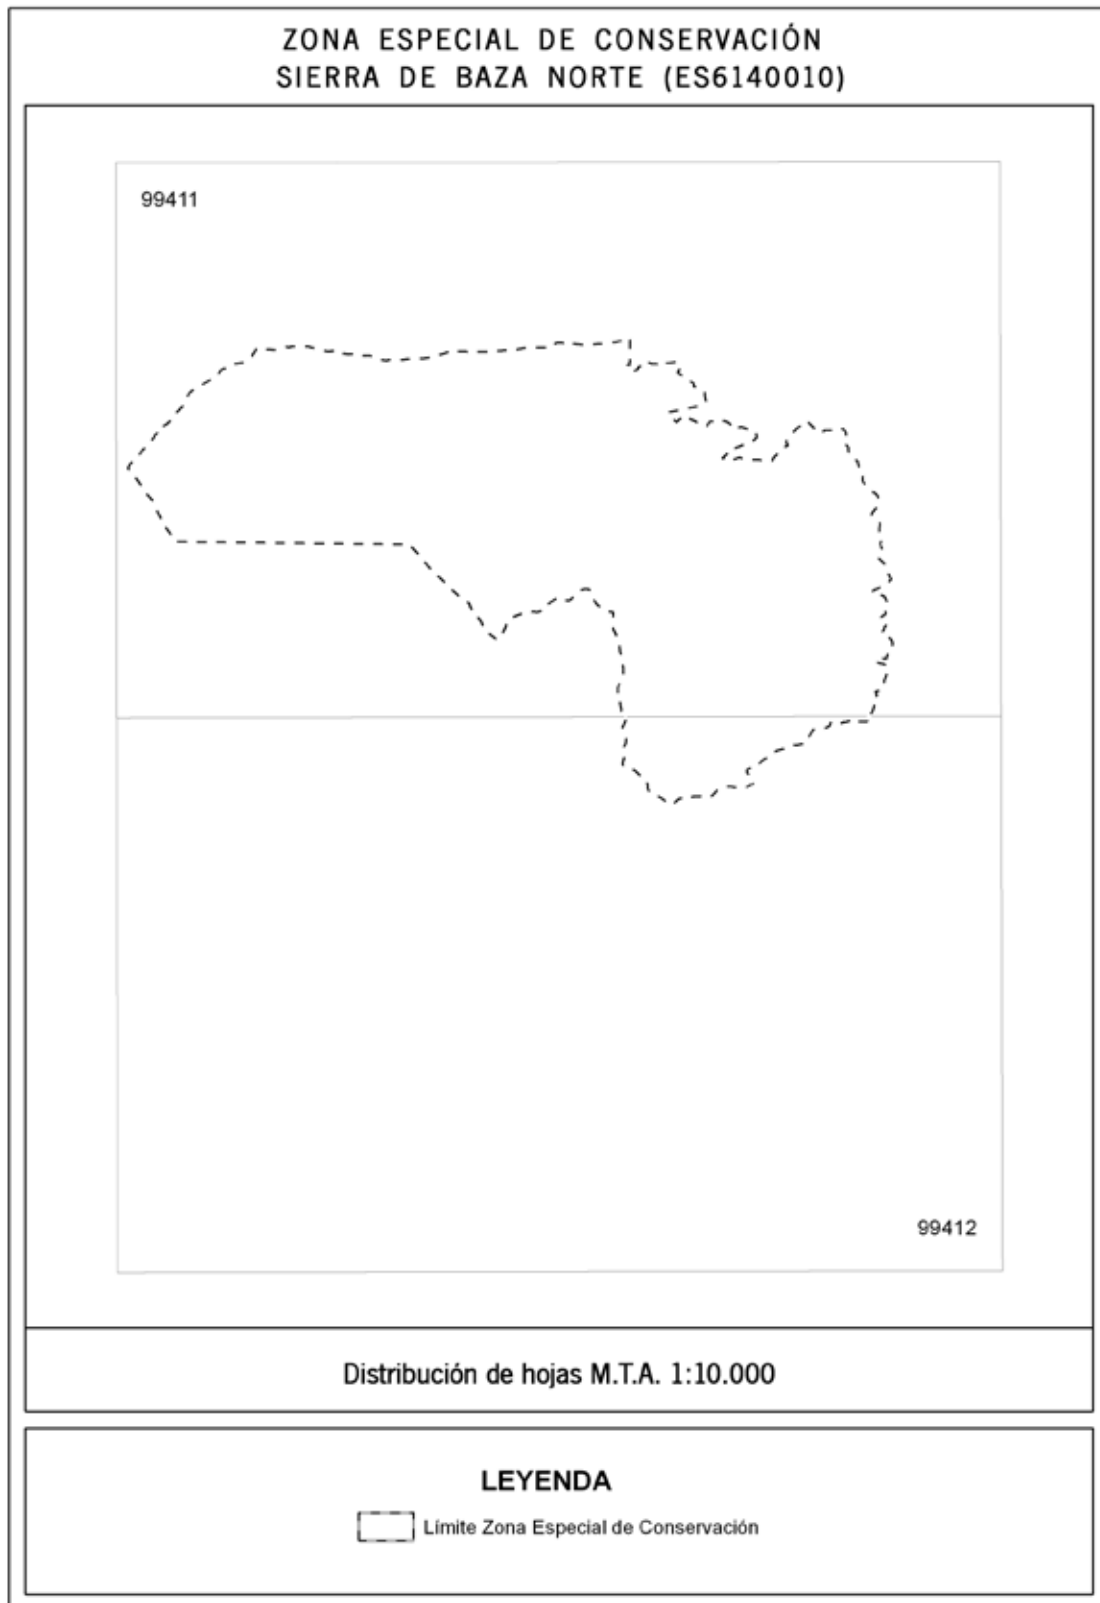 ZONA ESPECIAL DE CONSERVACIÓN
SIERRA DE BAZA NORTE (ES6140010)
99411
99412
Distribución de hojas M.T.A. 1:10.000
LEYENDA
Límite Zona Especial de Conservación